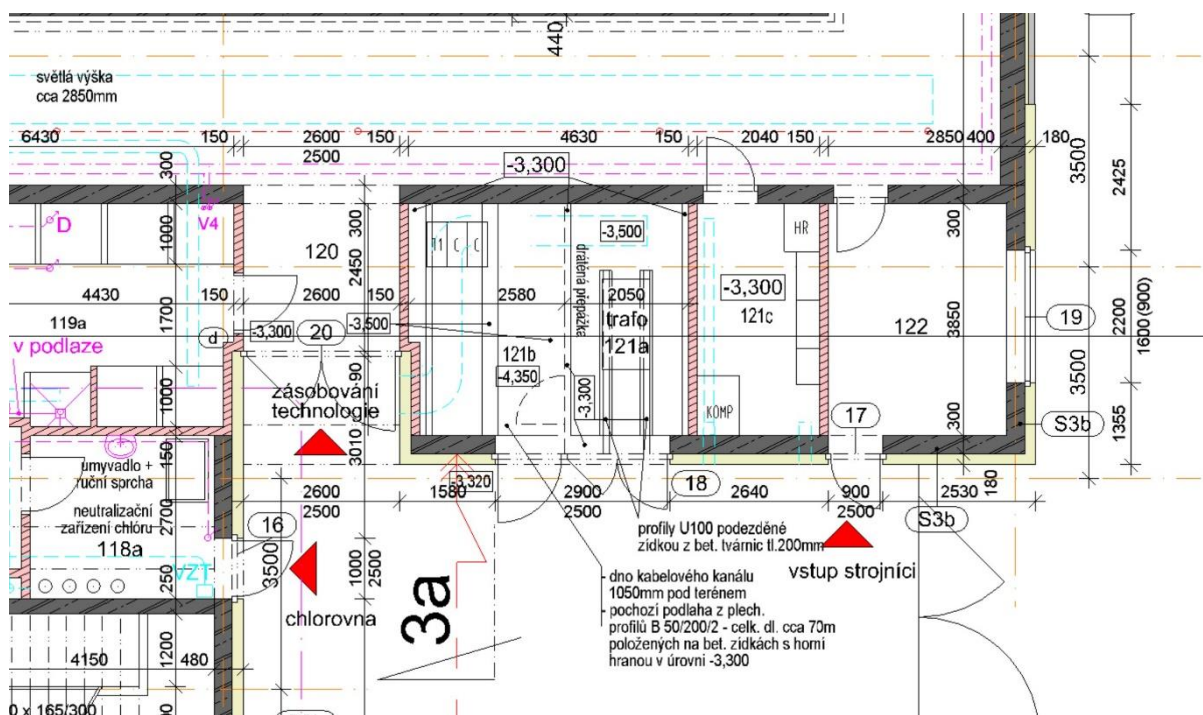 440
světlá výška
cca 2850mm
6430
150
2600
150
4630
150
2040
150
2850
400
180
2500
3500
2425
300
-3,300
1000
D
V4
120
300
2450
T1
C
C
-3,500
drátěná přepážka
HR
300
4430
150
2600
150
2580
2050
-3,300
121c
3850
122
2200
1600(900)
19
119a
1700
d
-3,300
20
-3,500
trafo
121a
121b
-4,350
v podlaze
90
-3,300
3500
1000
zásobování
technologie
KOMP
300
17
S3b
1355
150
3010
umyvadlo +
ruční sprcha
-3,320
180
2600
1580
2900
18
2640
900
2530
2500
2500
2500
S3b
neutralizační
zařízení chlóru
2700
16
118a
profily U100 podezděné
zídkou z bet. tvárnic tl.200mm
vstup strojníci
VZT
250
3500
1000
2500
chlorovna
3a
- dno kabelového kanálu
1050mm pod terénem
- pochozí podlaha z plech.
profilů B 50/200/2 - celk. dl. cca 70m
položených na bet. zídkách s horní
hranou v úrovni -3,300
4150
480
1200
0 x 165/300